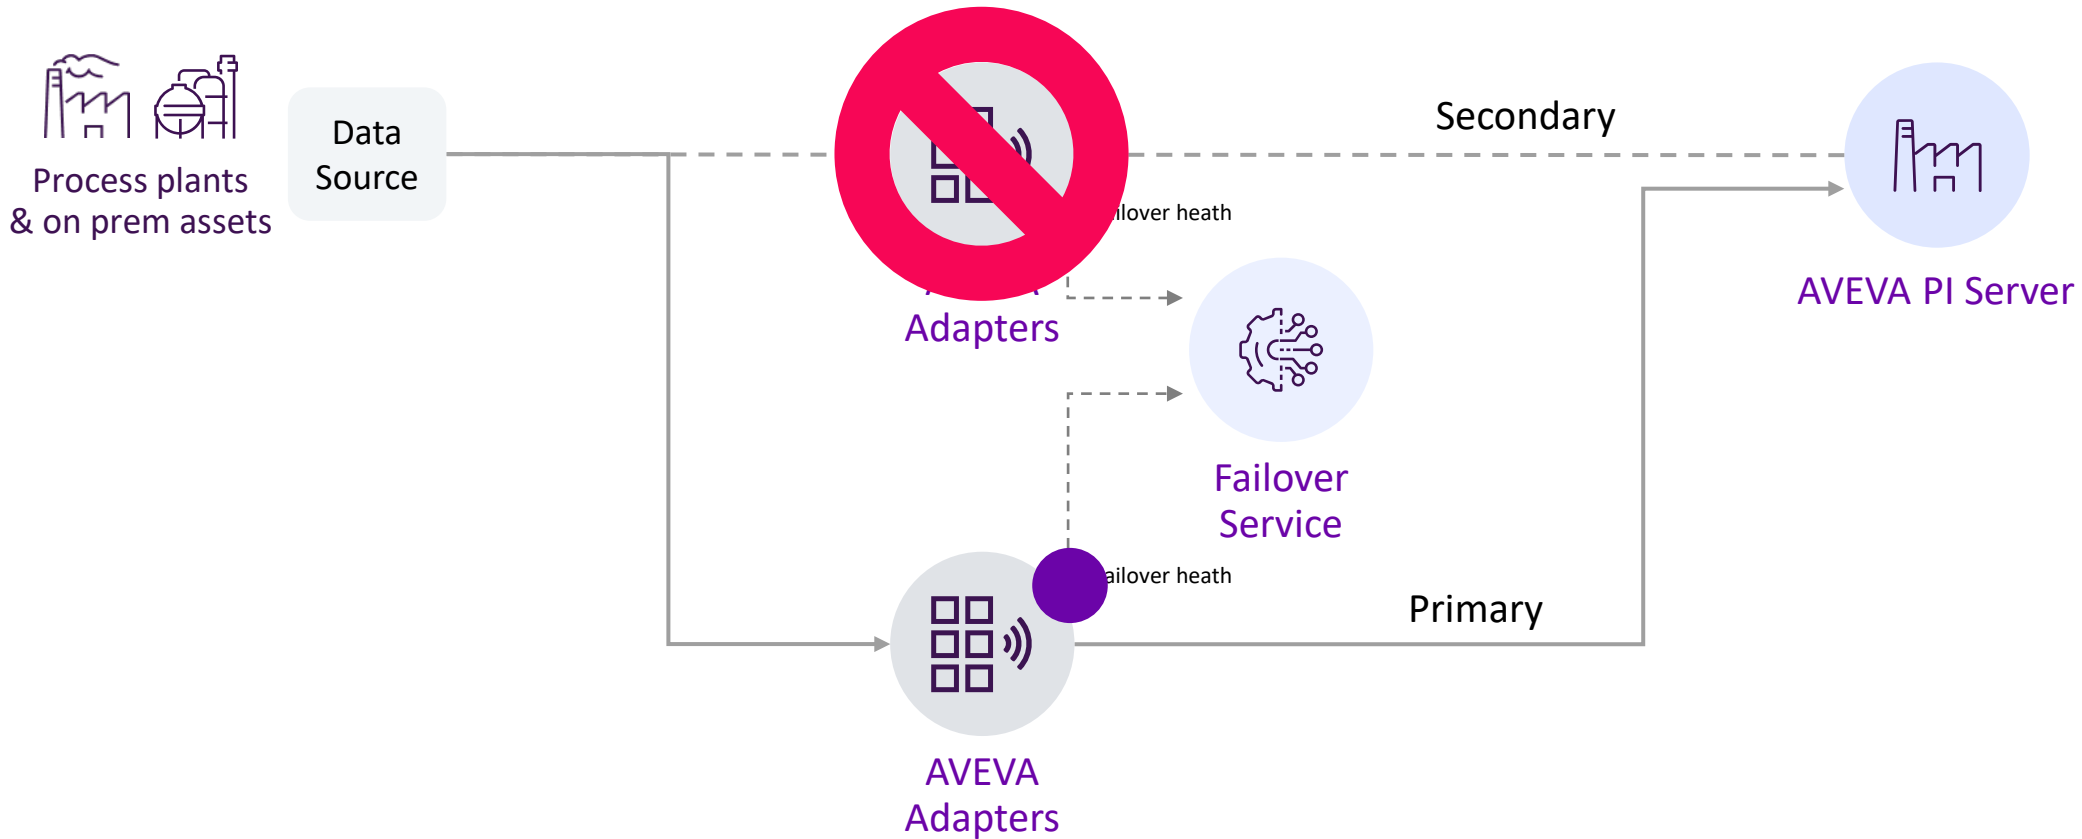 Process plants
& on prem assets
Data
Source
Adapters
ilover heath
Secondary
AVEVA PI Server
Failover
Service
ailover heath
Primary
AVEVA
Adapters